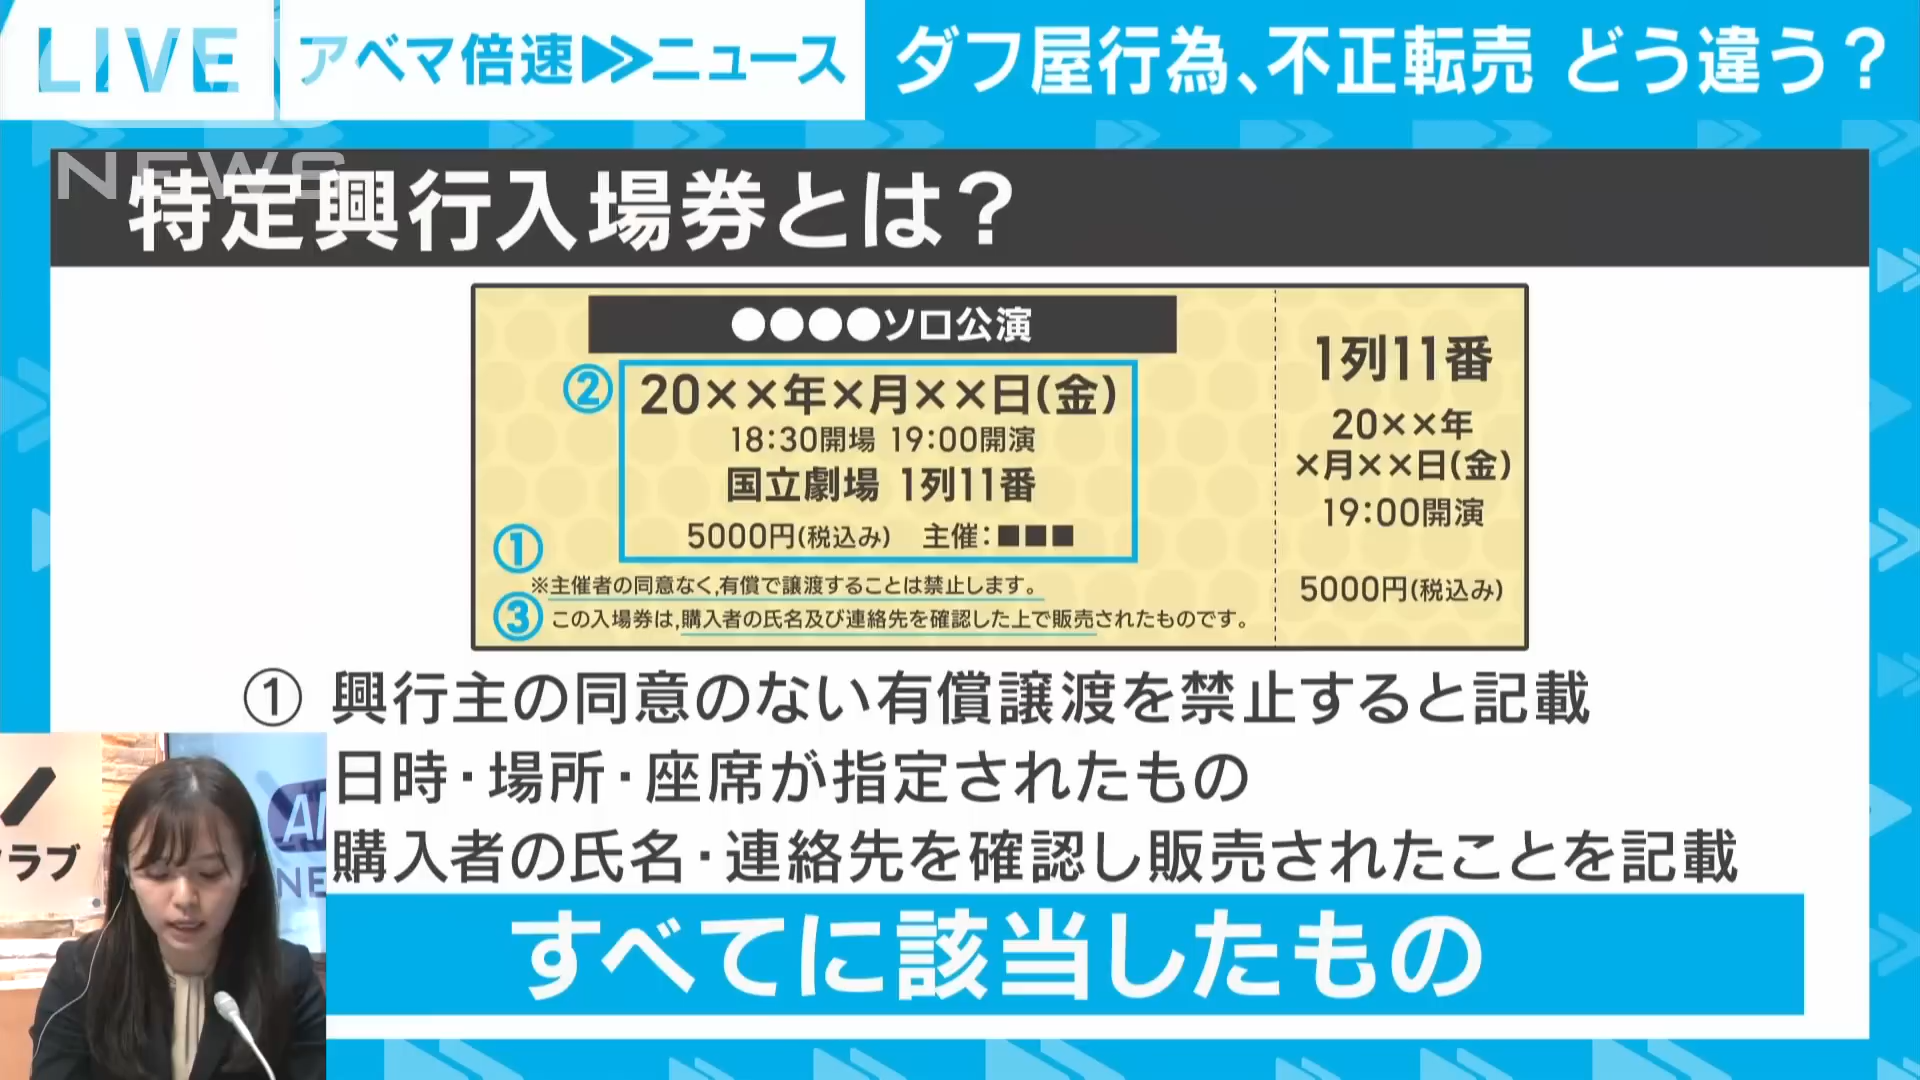 LIVE
アベマ倍速▶≫ニュース
ダフ屋行為、不正転売 どう違う?
NEWS
特定興行入場券とは?
●●●●ソロ公演
② 20××年×月××日(金)
18:30開場 19:00開演
国立劇場 1列11番
5000円(税込み) 主催:■■■
①
※主催者の同意なく,有償で譲渡することは禁止します。
③ この入場券は,購入者の氏名及び連絡先を確認した上で販売されたものです。
1列11番
20××年
×月××日(金)
19:00開演
5000円(税込み)
① 興行主の同意のない有償譲渡を禁止すると記載
日時・場所・座席が指定されたもの
購入者の氏名・連絡先を確認し販売されたことを記載
すべてに該当したもの
ラブ
NE